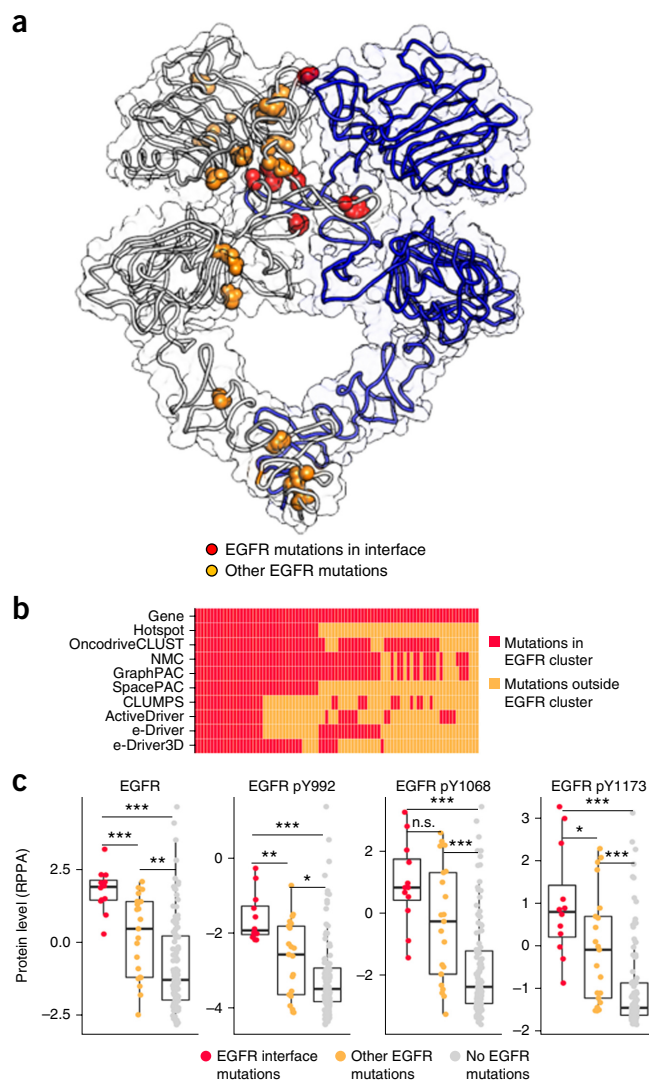 a
EGFR mutations in interface
Other EGFR mutations
b
Gene
Hotspot
OncodriveCLUST
NMC
GraphPAC
SpacePAC
CLUMPS
ActiveDriver
e-Driver
e-Driver3D
Mutations in
EGFR cluster
Mutations outside
EGFR cluster
c
EGFR
EGFR pY992
EGFR pY1068
EGFR pY1173
Protein level (RPPA)
2.5
0.0
−2.5
***
***
**
0
−2
−4
***
**
*
2
0
−2
***
n.s.
***
3
2
1
0
−1
−2
***
*
***
EGFR interface
mutations
Other EGFR
mutations
No EGFR
mutations